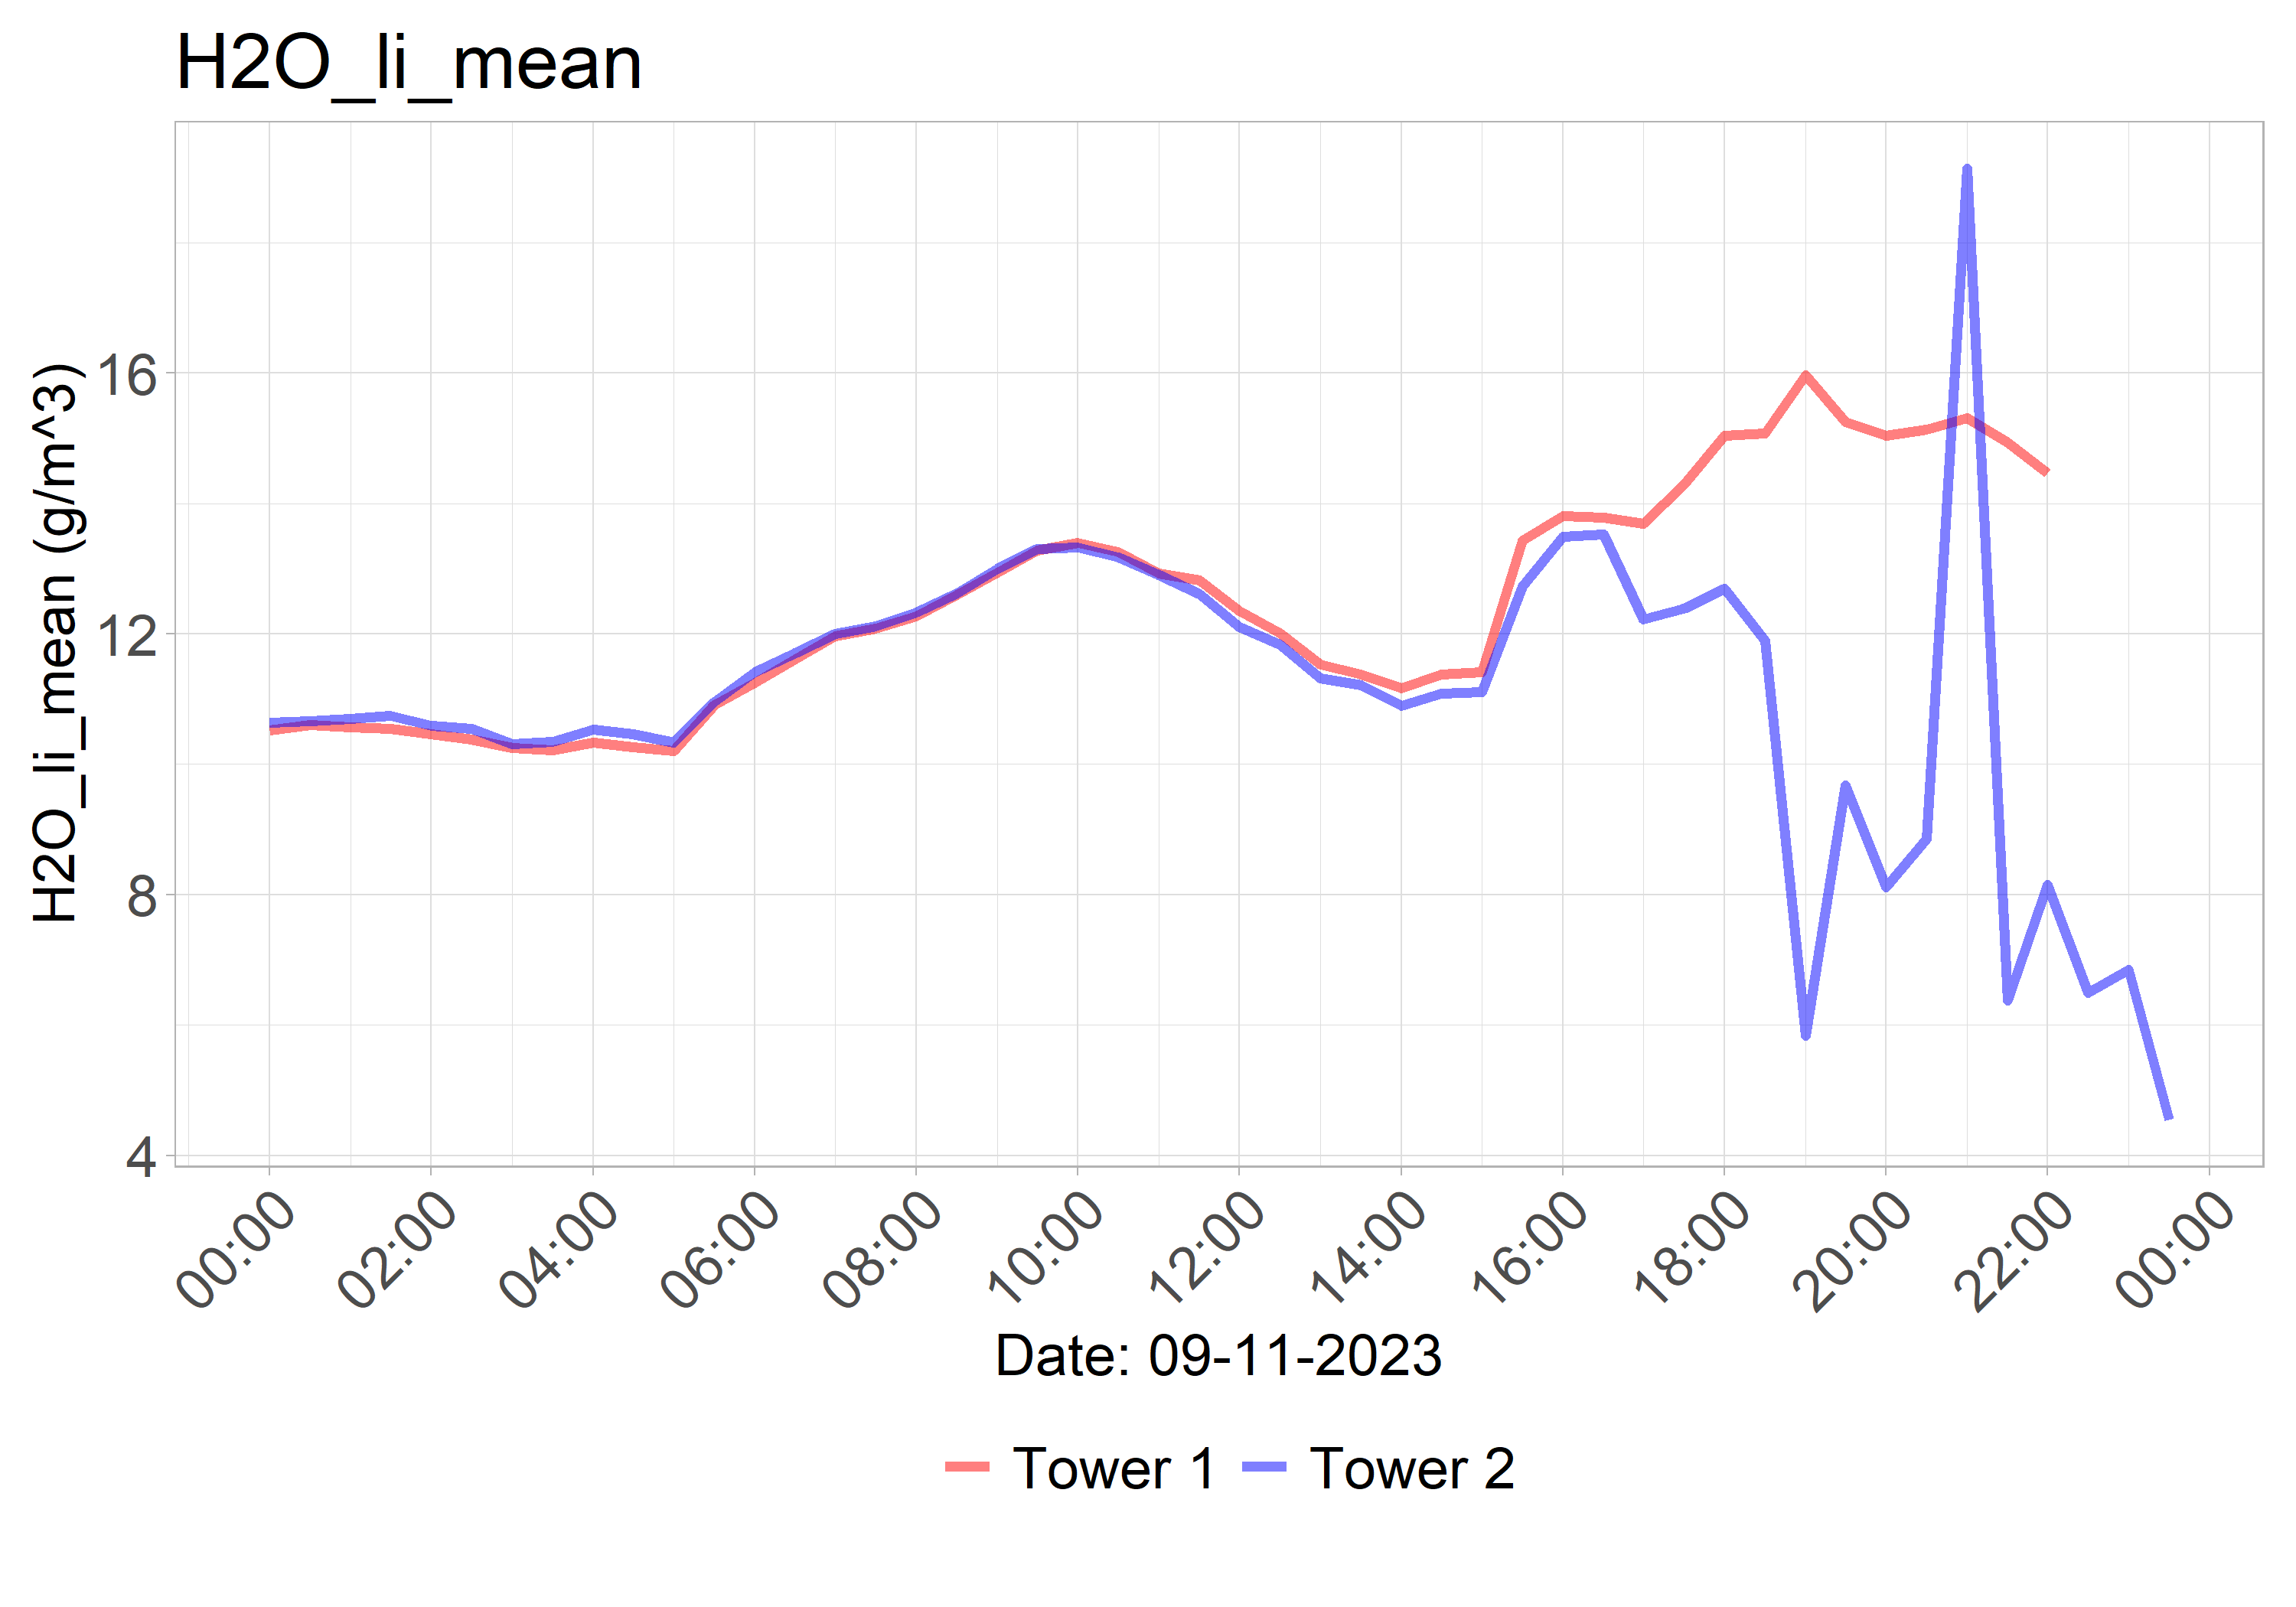 H2O_li_mean
H2O_li_mean (g/m^3)
16
12
8
4
00:00 02:00 04:00 06:00 08:00 10:00 12:00 14:00 16:00 18:00 20:00 22:00 00:00
Date: 09-11-2023
Tower 1 Tower 2